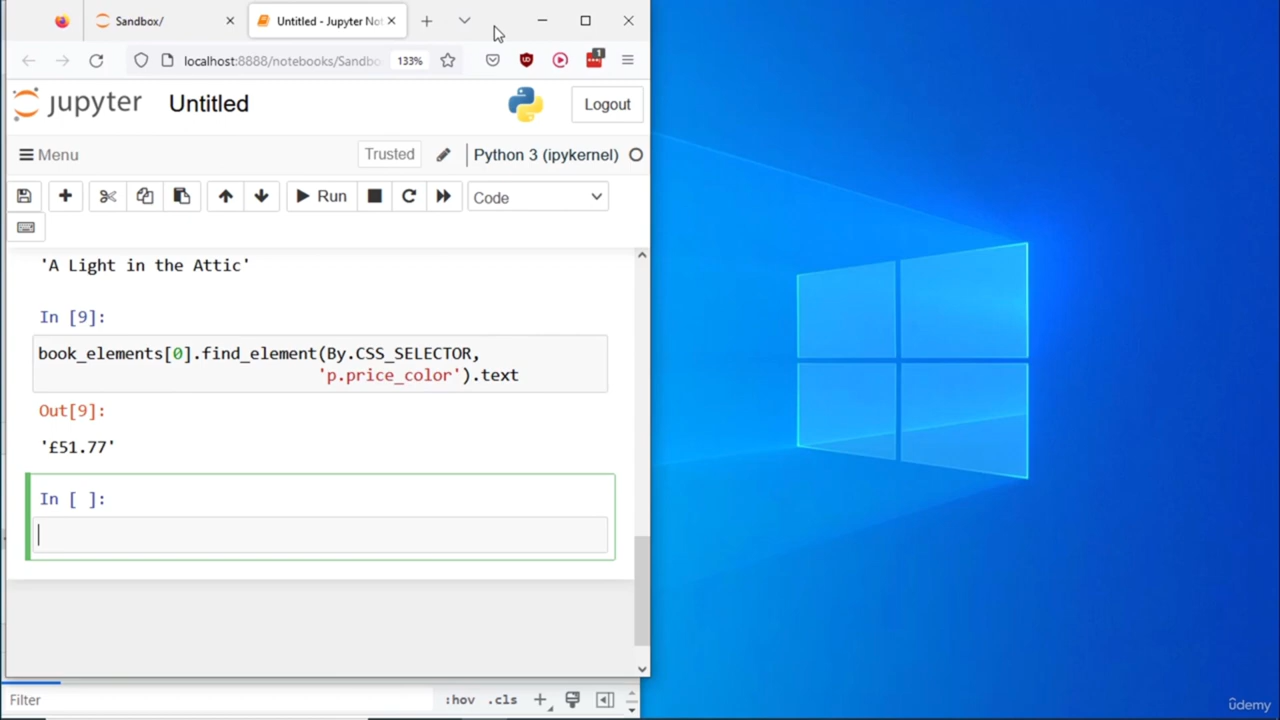 Sandbox/
Untitled - Jupyter Not
localhost:8888/notebooks/Sandbo
133%
1
jupyter
Untitled
Logout
Menu
Trusted
Python 3 (ipykernel)
Run
Code
'A Light in the Attic'
In [9]:
book_elements[0].find_element(By.CSS_SELECTOR,
'p.price_color').text
Out[9]:
'£51.77'
In [ ]:
Filter
:hov
.cls
udemy